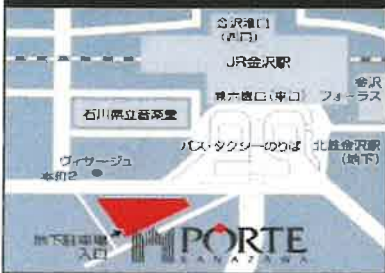 金沢港口
(西口)
JR金沢駅
兼六園口(東口)
金沢
フォーラス
石川県立音楽堂
バス・タクシーのりば
北鉄金沢駅
(地下)
ヴィサージュ
本町2
地下駐車場
入口
PORTE
KANAZAWA